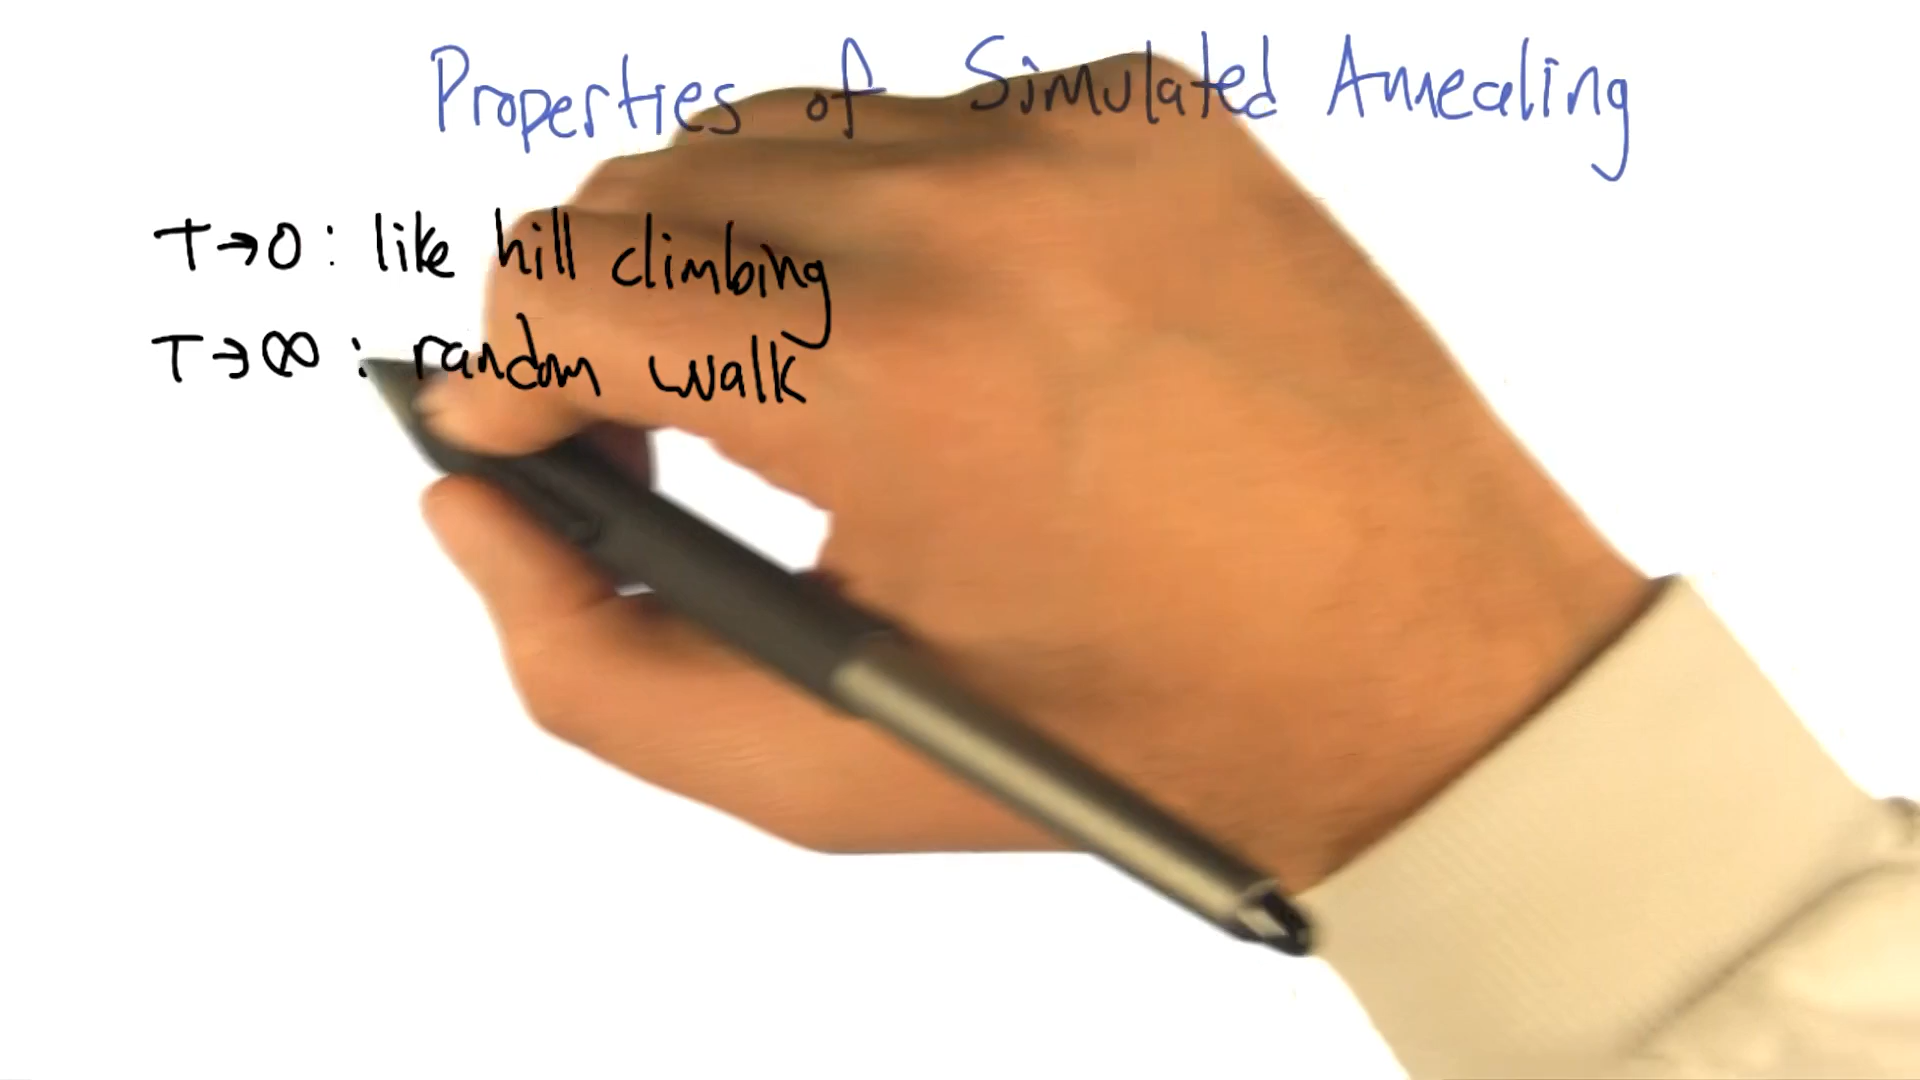 Properties of Simulated Annealing
T→0: like hill climbing
T→∞: random walk